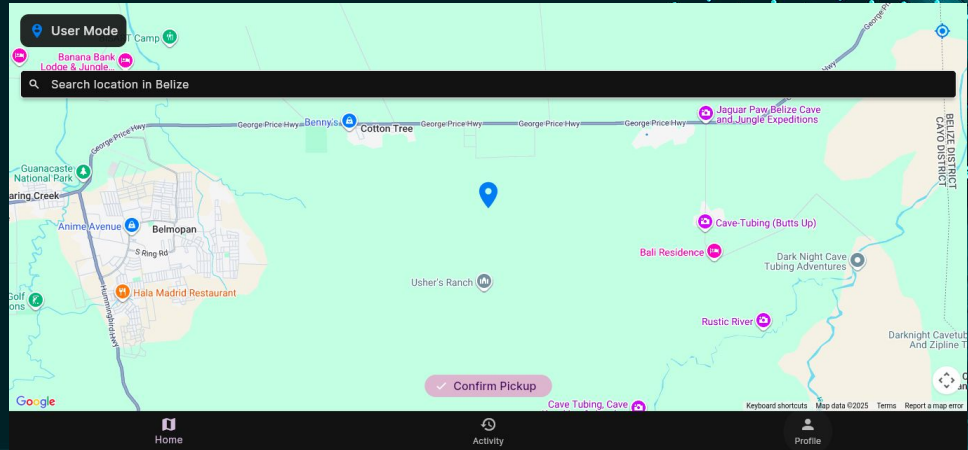 User Mode
T Camp
Banana Bank
Lodge & Jungle...
Search location in Belize
George Price Hwy
George Price Hwy
George Price Hwy
George Price Hwy
George Price Hwy
George Price Hwy
Benny's
Cotton Tree
Jaguar Paw Belize Cave
and Jungle Expeditions
BELIZE DISTRICT
CAYO DISTRICT
Guanacaste
National Park
aring Creek
Anime Avenue
Belmopan
S Ring Rd
Cave-Tubing (Butts Up)
Bali Residence
Dark Night Cave
Tubing Adventures
Usher's Ranch
Golf
ons
Hala Madrid Restaurant
Hummingbird Hwy
Rustic River
Darknight Cavetub
And Zipline T
Confirm Pickup
Google
Cave Tubing, Cave
Keyboard shortcuts
Map data ©2025
Terms
Report a map error
Home
Activity
Profile